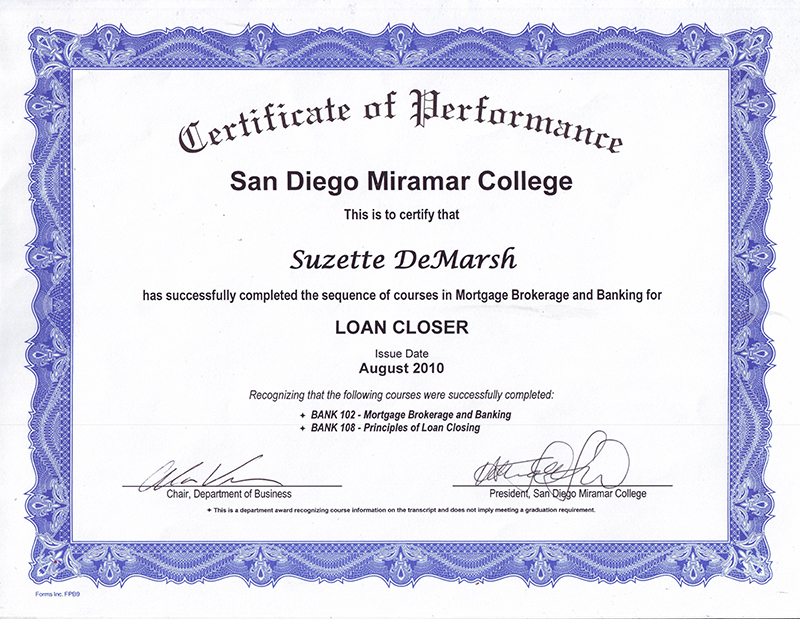 Certificate of Performance
San Diego Miramar College
This is to certify that
Suzette DeMarsh
has successfully completed the sequence of courses in Mortgage Brokerage and Banking for
LOAN CLOSER
Issue Date
August 2010
Recognizing that the following courses were successfully completed:
+ BANK 102 - Mortgage Brokerage and Banking
+ BANK 108 - Principles of Loan Closing
Chair, Department of Business
President, San Diego Miramar College
+ This is a department award recognizing course information on the transcript and does not imply meeting a graduation requirement.
Forms Inc. FPB9